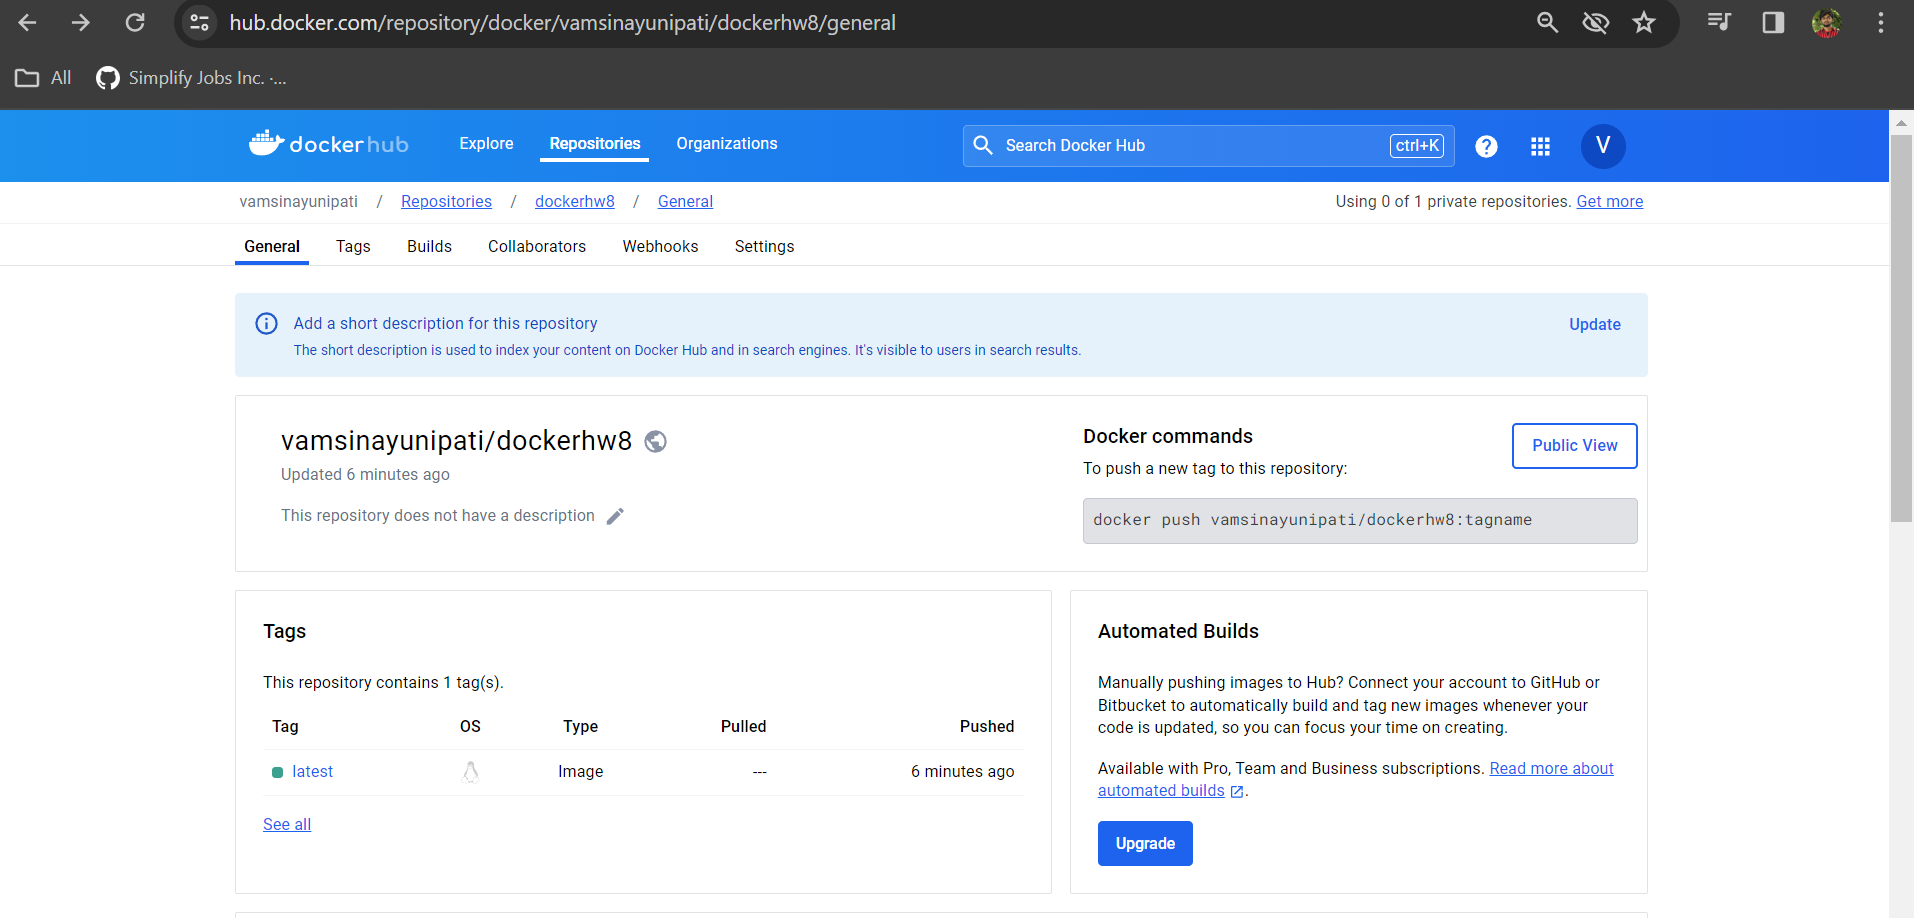 hub.docker.com/repository/docker/vamsinayunipati/dockerhw8/general
All Simplify Jobs Inc. ·...
dockerhub Explore Repositories Organizations Search Docker Hub ctrl+K ? V
vamsinayunipati / Repositories / dockerhw8 / General Using 0 of 1 private repositories. Get more
General Tags Builds Collaborators Webhooks Settings
Add a short description for this repository
Update
The short description is used to index your content on Docker Hub and in search engines. It's visible to users in search results.
vamsinayunipati/dockerhw8
Updated 6 minutes ago
This repository does not have a description
Docker commands
Public View
To push a new tag to this repository:
docker push vamsinayunipati/dockerhw8:tagname
Tags
This repository contains 1 tag(s).
Tag OS Type Pulled Pushed
latest Image --- 6 minutes ago
See all
Automated Builds
Manually pushing images to Hub? Connect your account to GitHub or
Bitbucket to automatically build and tag new images whenever your
code is updated, so you can focus your time on creating.
Available with Pro, Team and Business subscriptions. Read more about
automated builds .
Upgrade